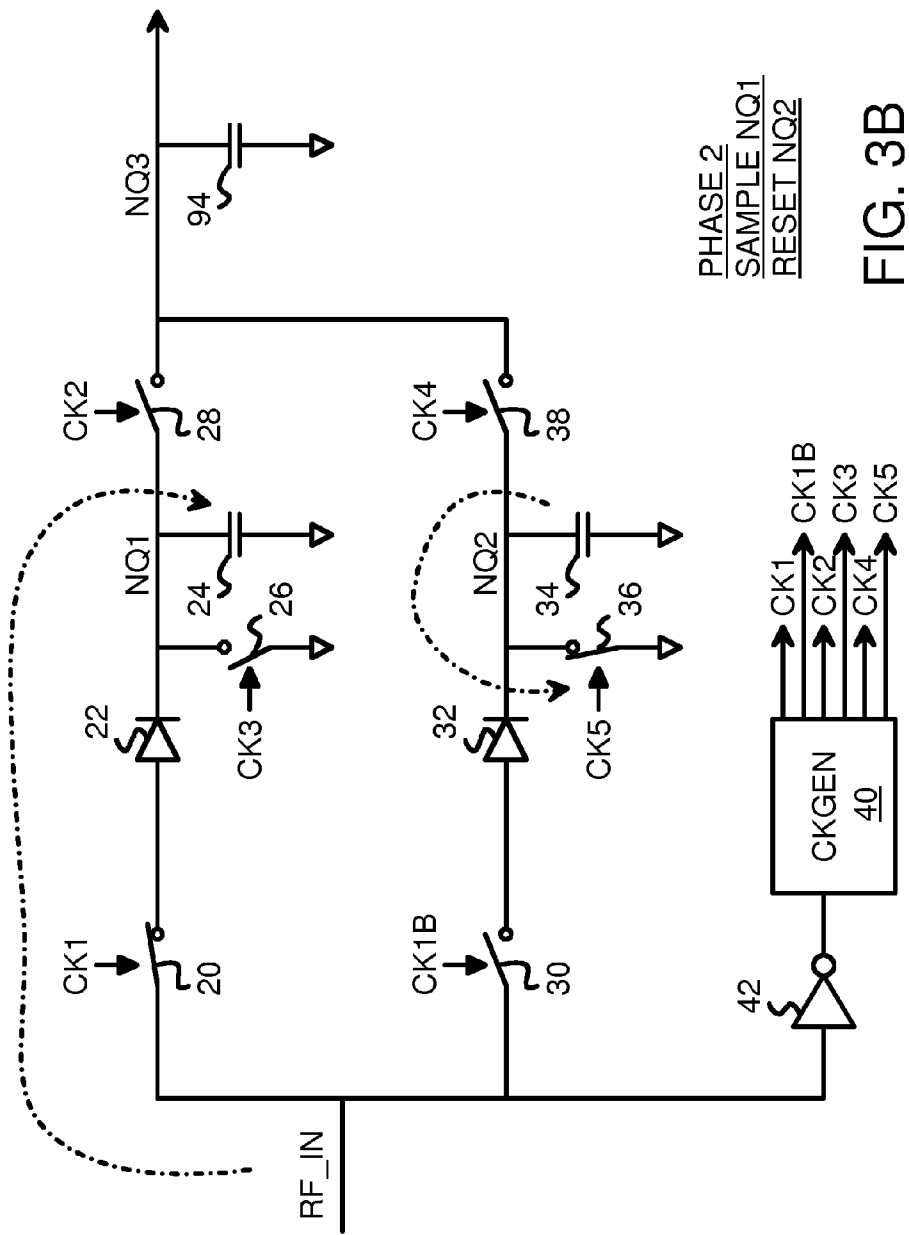 CK1
CK2
20
22
NQ1
28
NQ3
CK3
26
24
94
RF_IN
CK1B
CK4
30
32
NQ2
38
CK5
36
34
42
CKGEN
40
CK1
CK1B
CK2
CK3
CK4
CK5
PHASE 2
SAMPLE NQ1
RESET NQ2
FIG. 3B